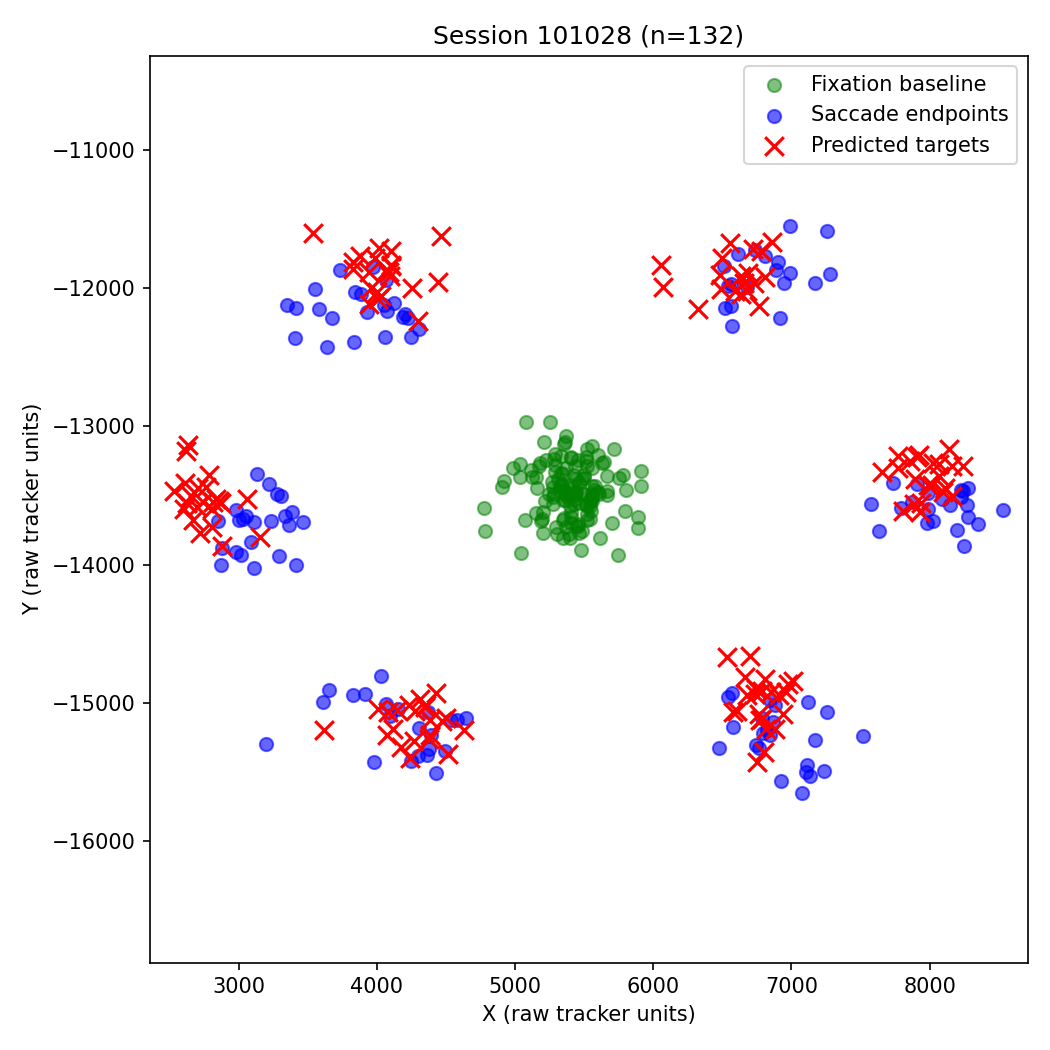 Session 101028 (n=132)
Fixation baseline
Saccade endpoints
Predicted targets
−11000
−12000
−13000
−14000
−15000
−16000
Y (raw tracker units)
3000 4000 5000 6000 7000 8000
X (raw tracker units)